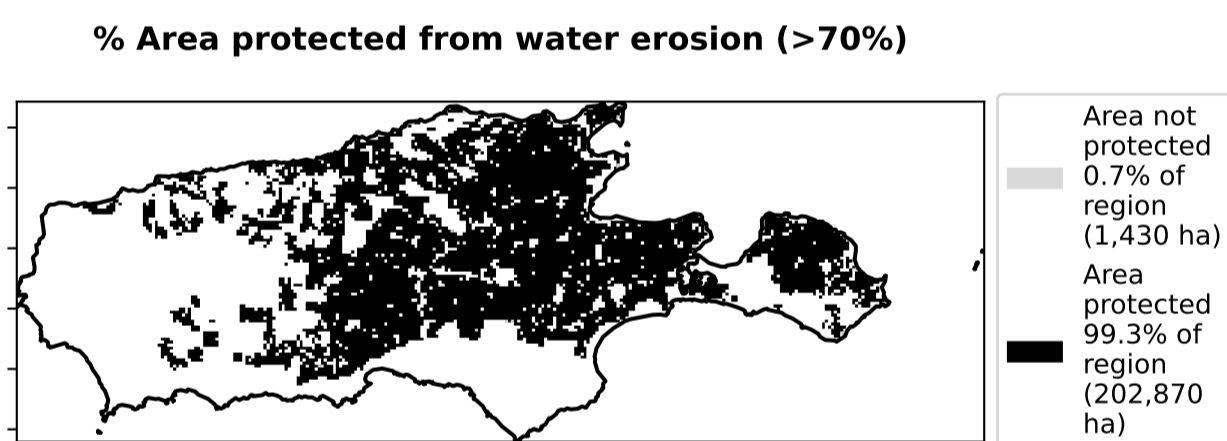 % Area protected from water erosion (>70%)
Area not
protected
0.7% of
region
(1,430 ha)
Area
protected
99.3% of
region
(202,870
ha)